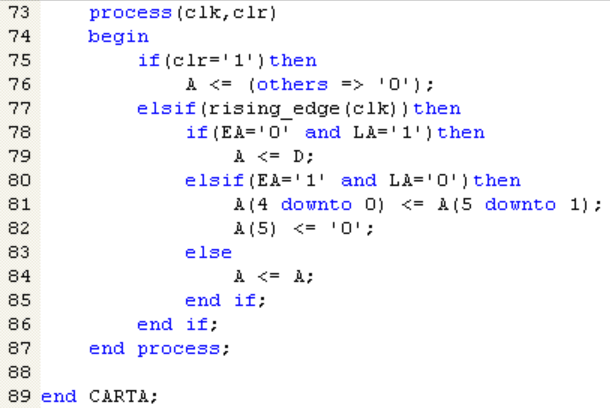 73 process(clk,clr)
74 begin
75 if(clr='1')then
76 A <= (others => '0');
77 elsif(rising_edge(clk))then
78 if(EA='0' and LA='1')then
79 A <= D;
80 elsif(EA='1' and LA='0')then
81 A(4 downto 0) <= A(5 downto 1);
82 A(5) <= '0';
83 else
84 A <= A;
85 end if;
86 end if;
87 end process;
88
89 end CARTA;